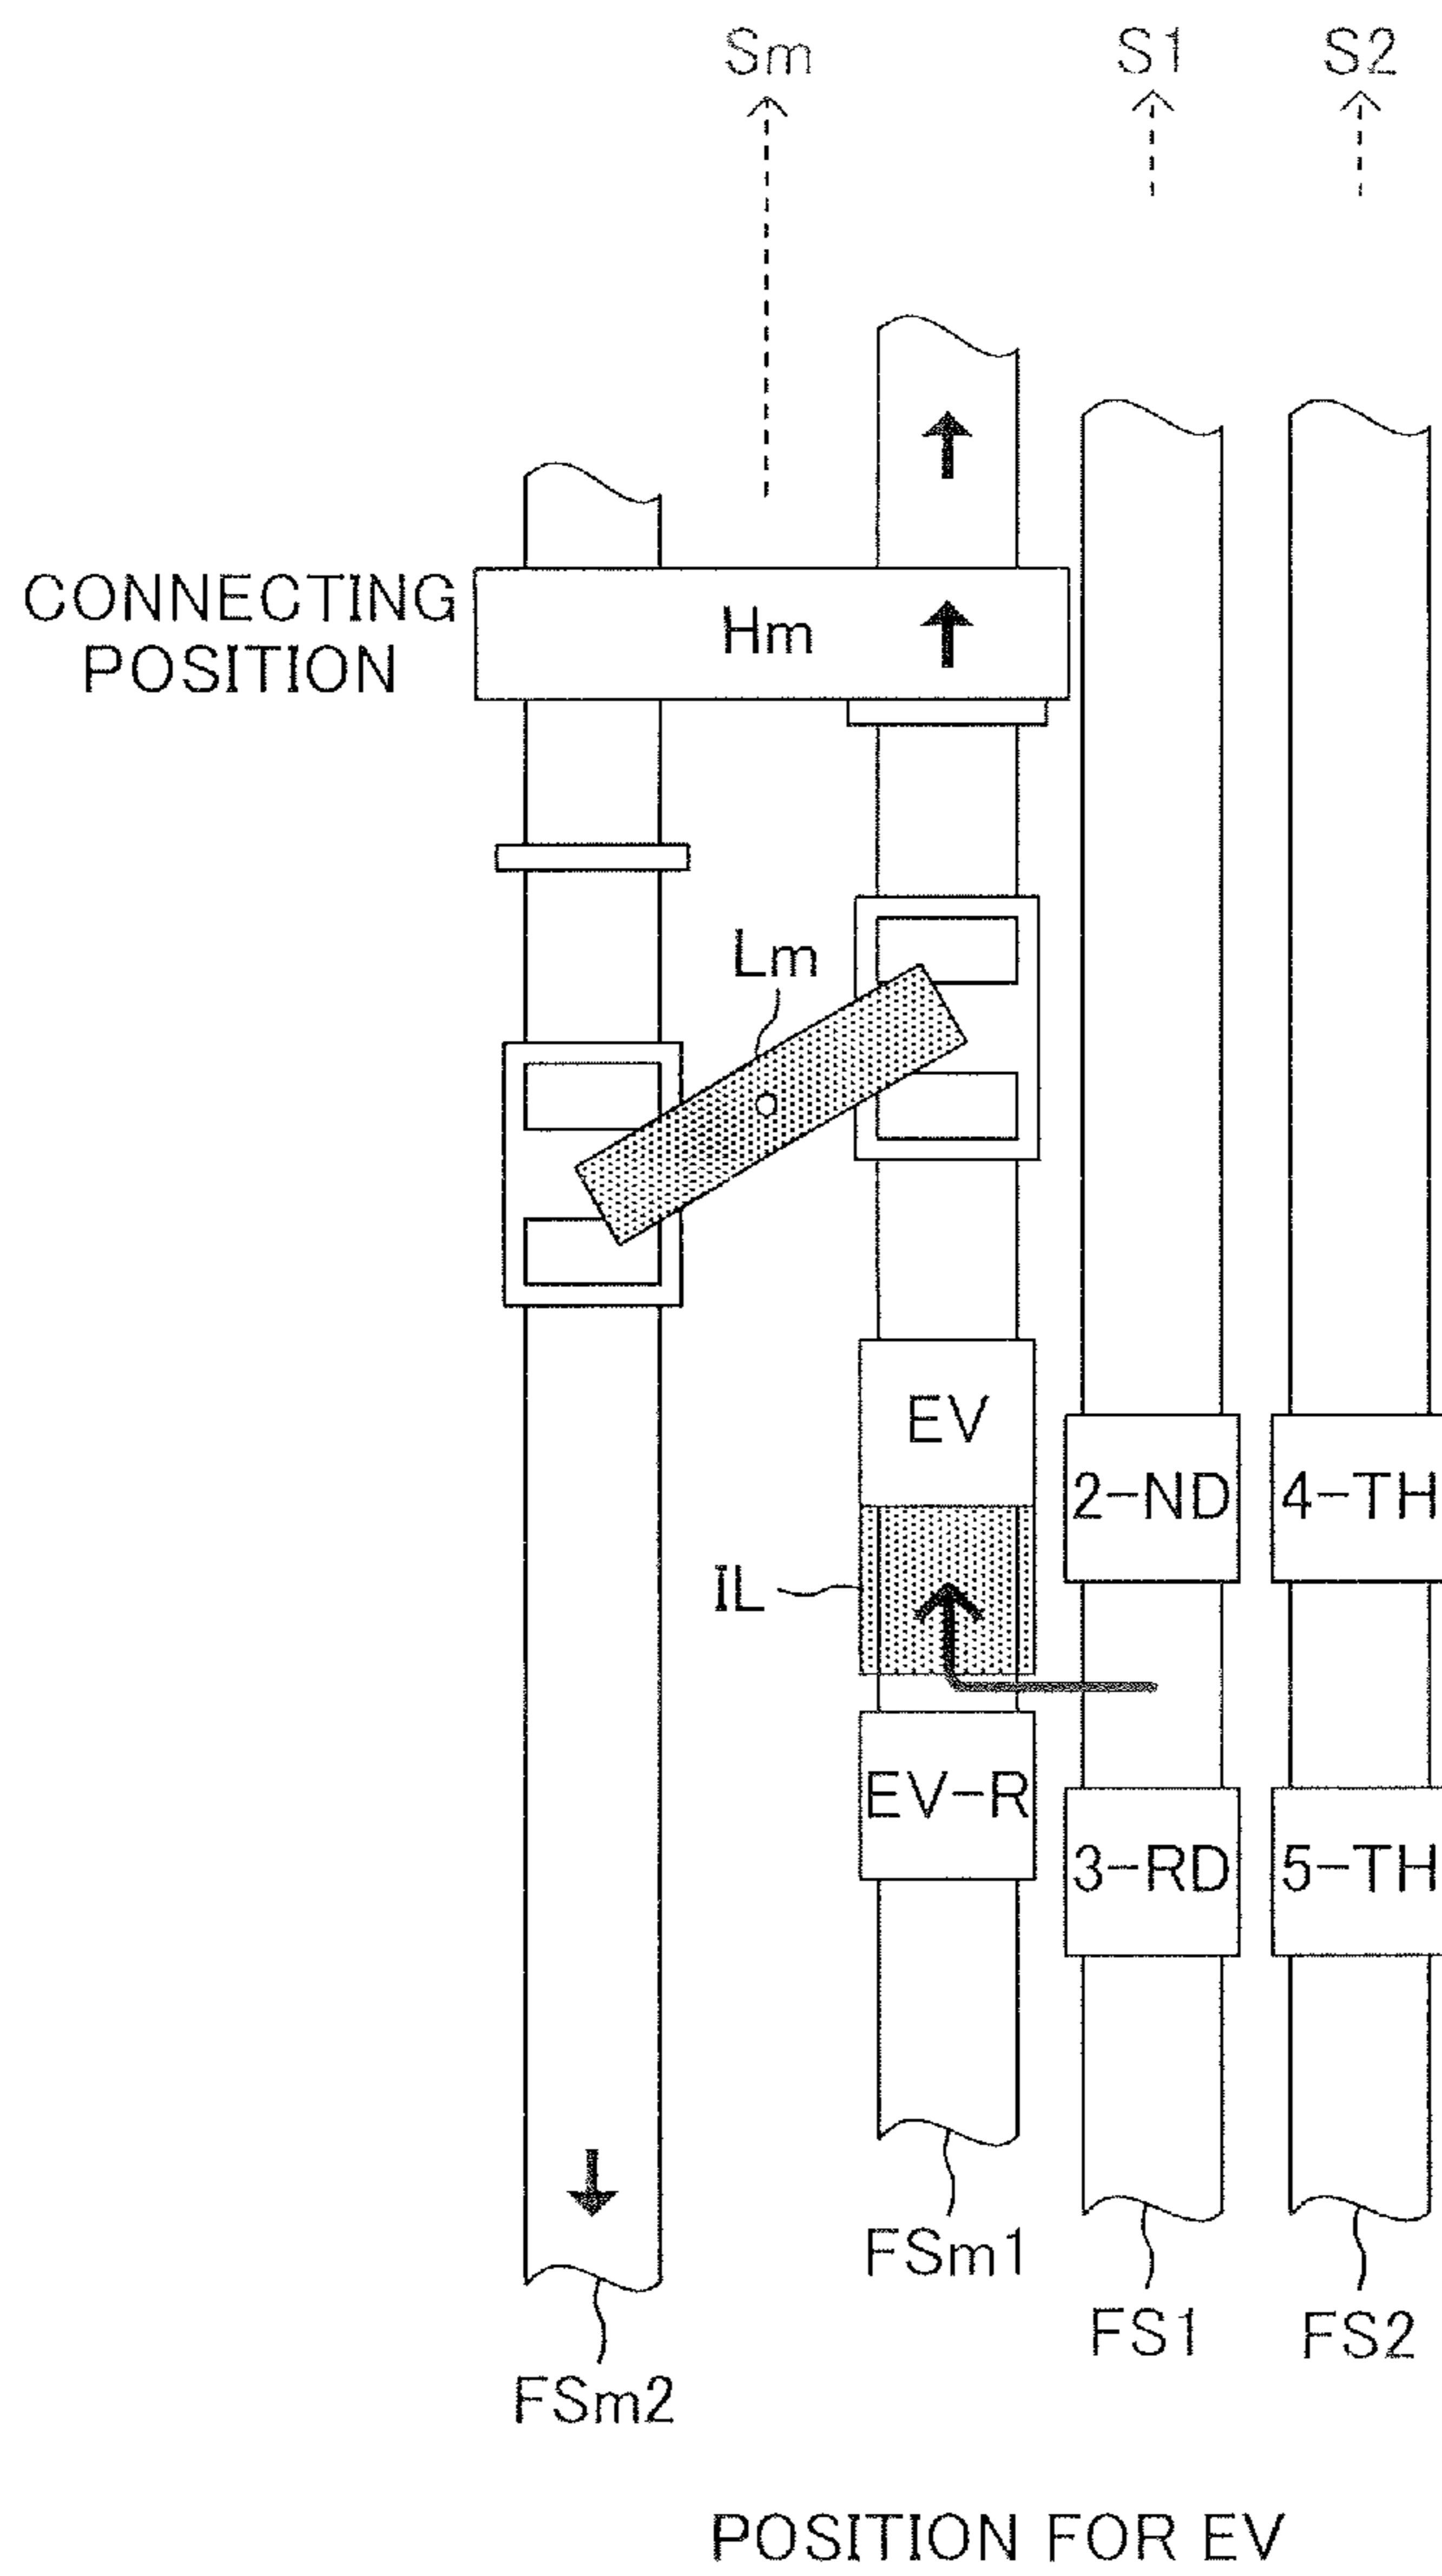 Sm S1 S2
CONNECTING
POSITION
Hm
Lm
EV
2-ND 4-TH
IL
EV-R
3-RD 5-TH
FSm1
FS1 FS2
FSm2
POSITION FOR EV